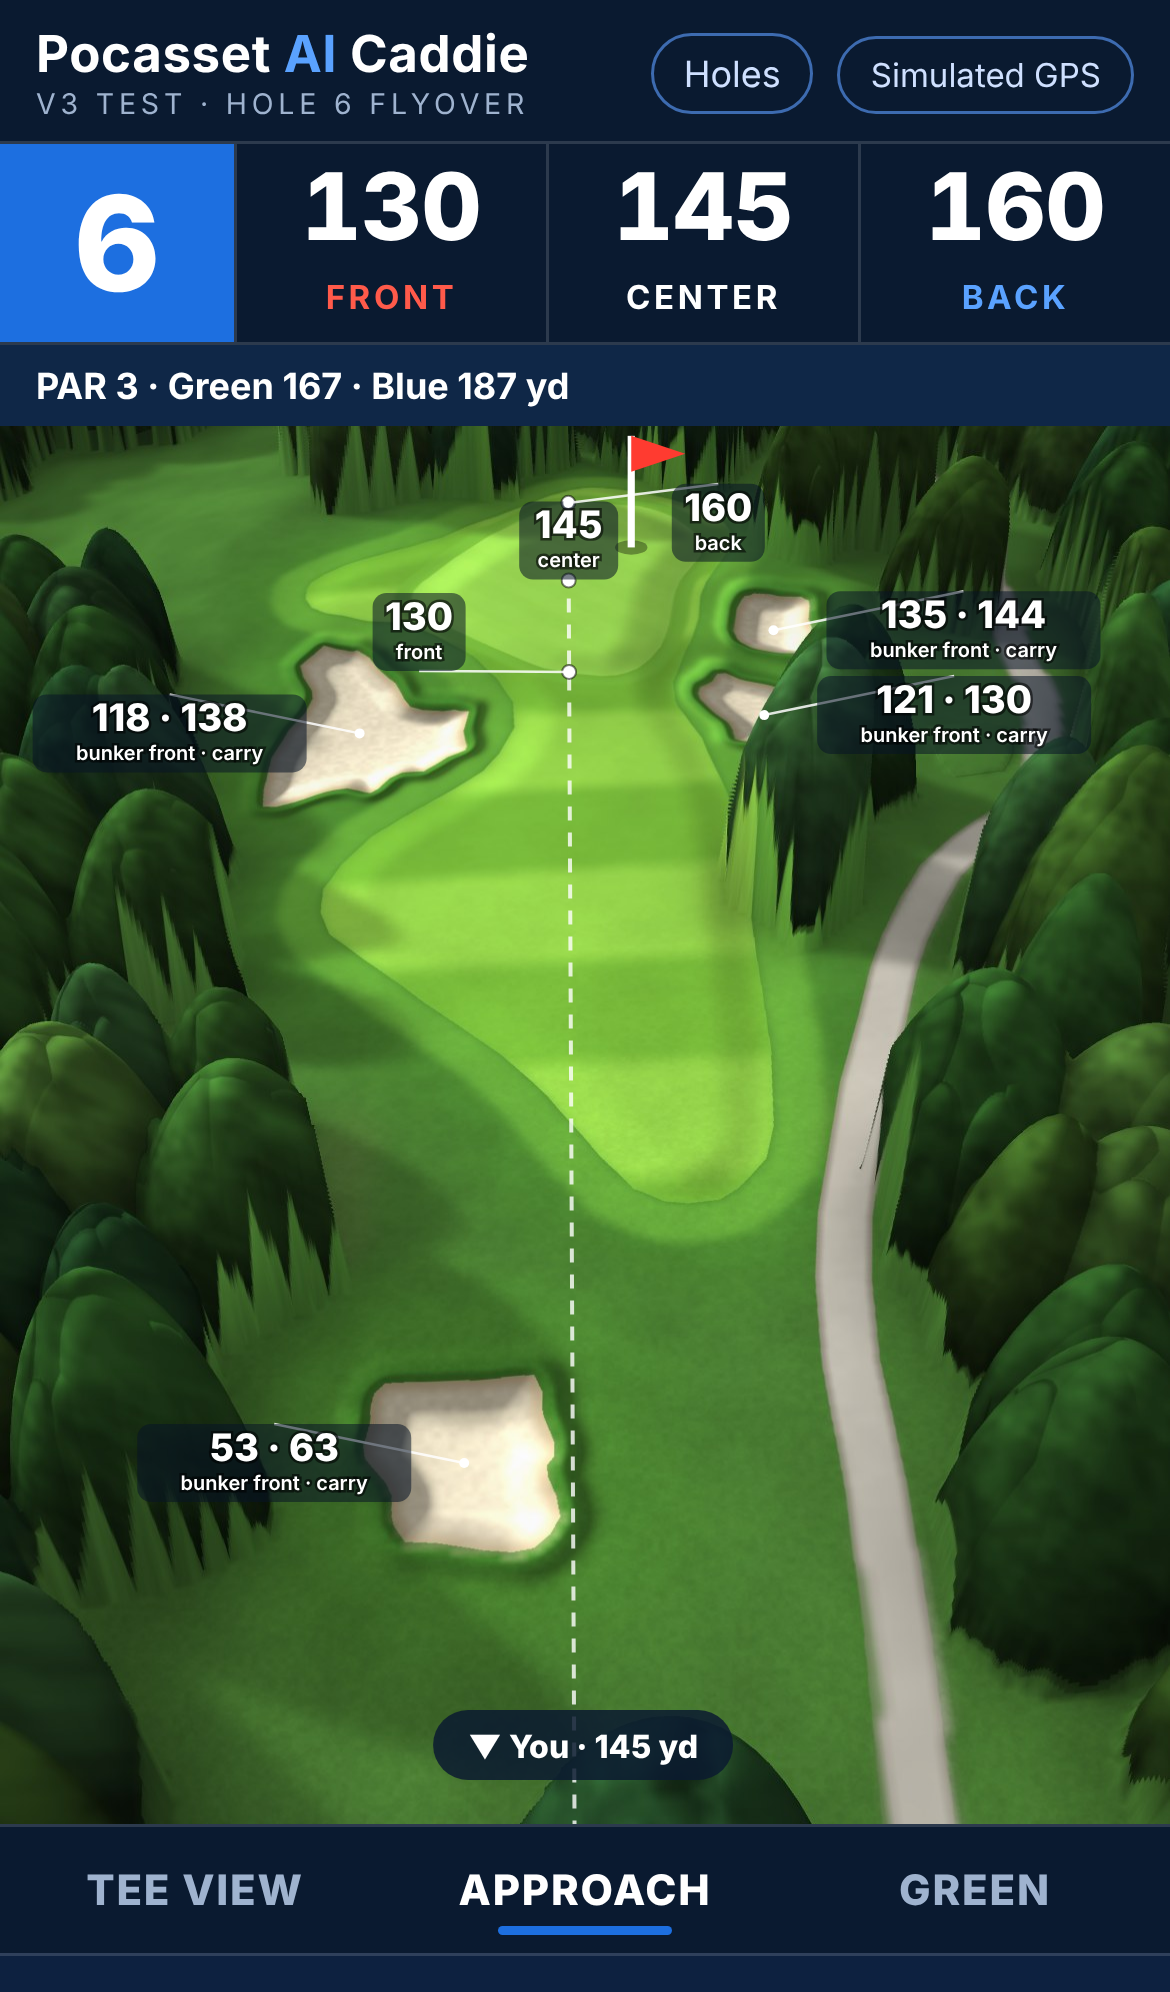 Pocasset AI Caddie
V3 TEST · HOLE 6 FLYOVER
Holes
Simulated GPS
6
130
FRONT
145
CENTER
160
BACK
PAR 3 · Green 167 · Blue 187 yd
145
center
160
back
130
front
135 · 144
bunker front · carry
121 · 130
bunker front · carry
118 · 138
bunker front · carry
53 · 63
bunker front · carry
▼ You · 145 yd
TEE VIEW
APPROACH
GREEN